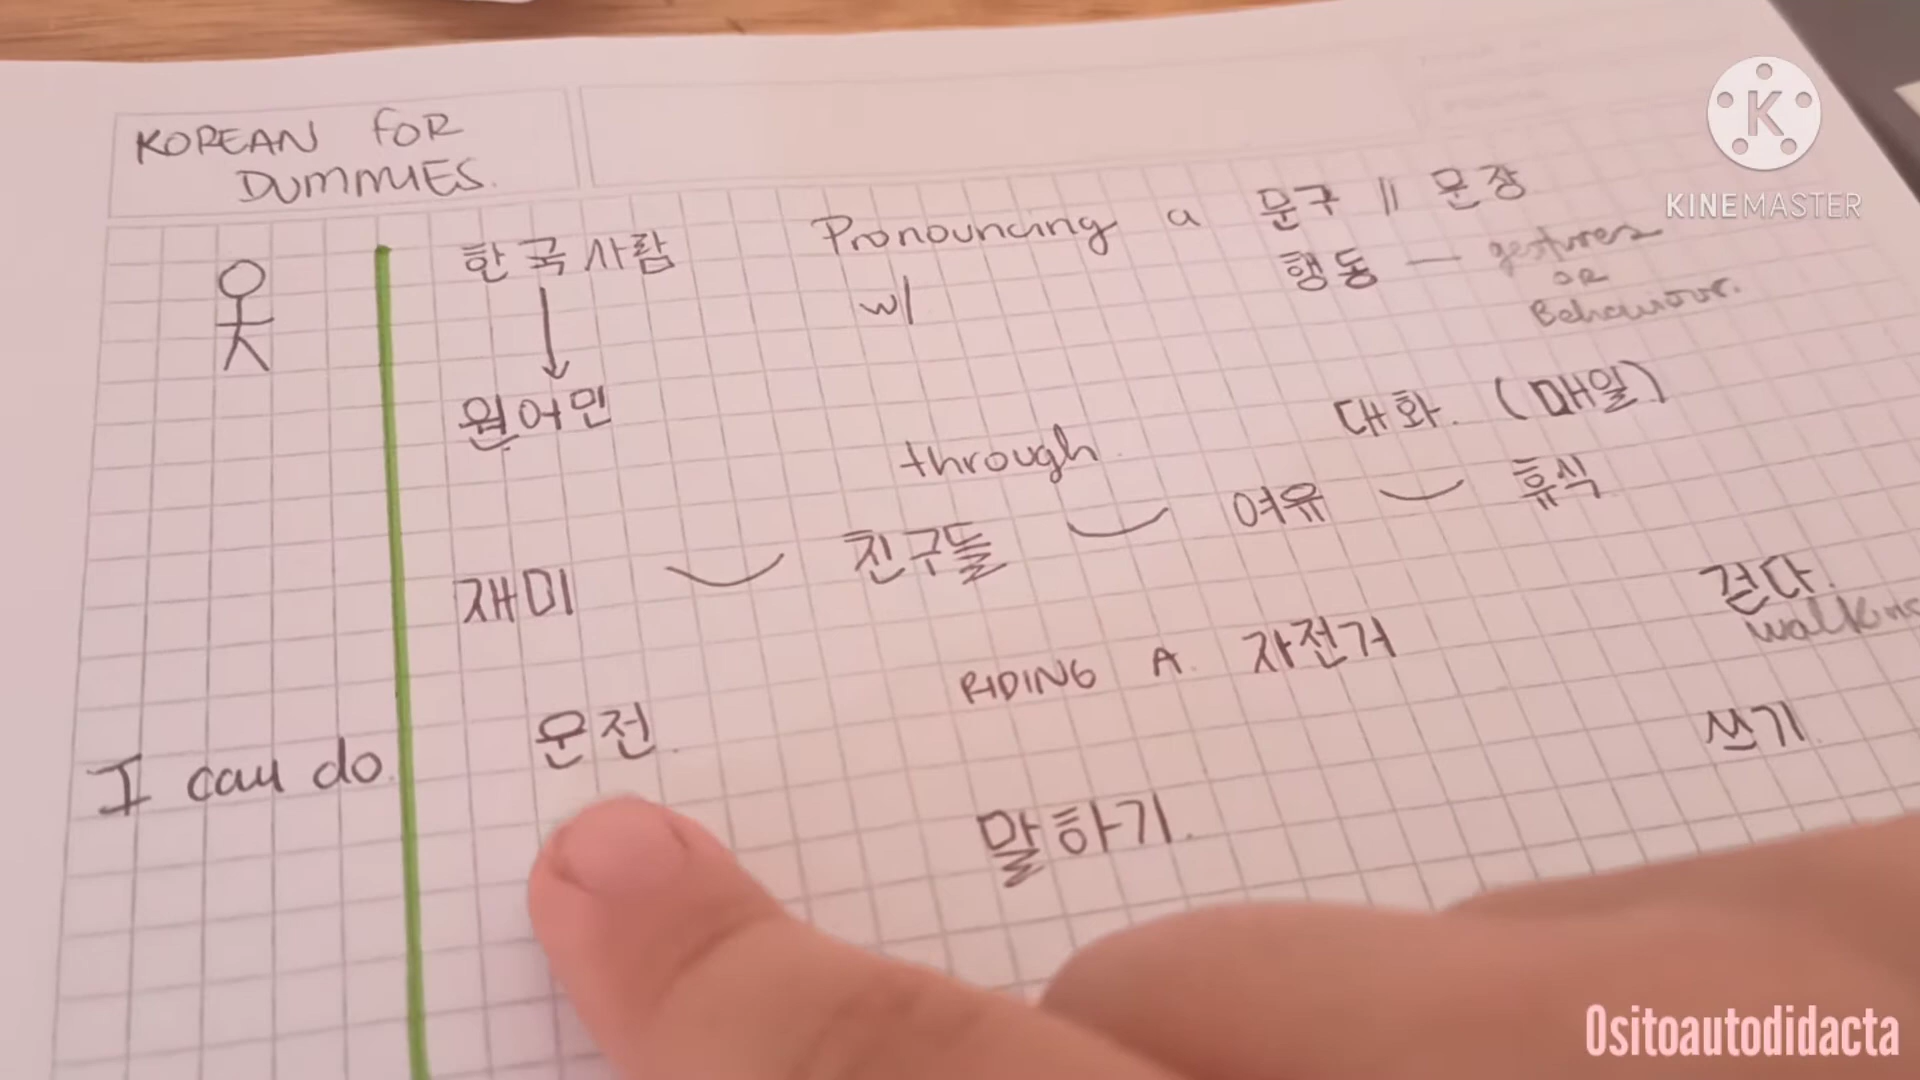 KOREAN FOR
DUMMIES.
한국사람
Pronouncing a 문구 // 문장
w/ 행동 — gestures
OR
Behaviour.
원어민
through 대화. (매일)
재미 친구들 여유 휴식
RIDING A 자전거 걷다.
walking
I can do 운전.
말하기. 쓰기
KINEMASTER
Ositoautodidacta